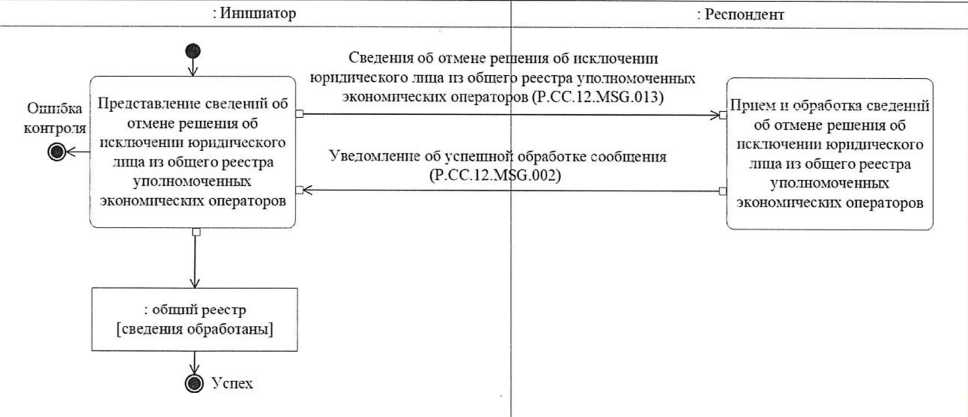 : Инициатор
: Респондент
Сведения об отмене решения об исключении
юридического лица из общего реестра уполномоченных
экономических операторов (P.CC.12.MSG.013)
Ошибка
контроля
Представление сведений об
отмене решения об
исключении юридического
лица из общего реестра
уполномоченных
экономических операторов
Прием и обработка сведений
об отмене решения об
исключении юридического
лица из общего реестра
уполномоченных
экономических операторов
Уведомление об успешной обработке сообщения
(P.CC.12.MSG.002)
: общий реестр
[сведения обработаны]
Успех